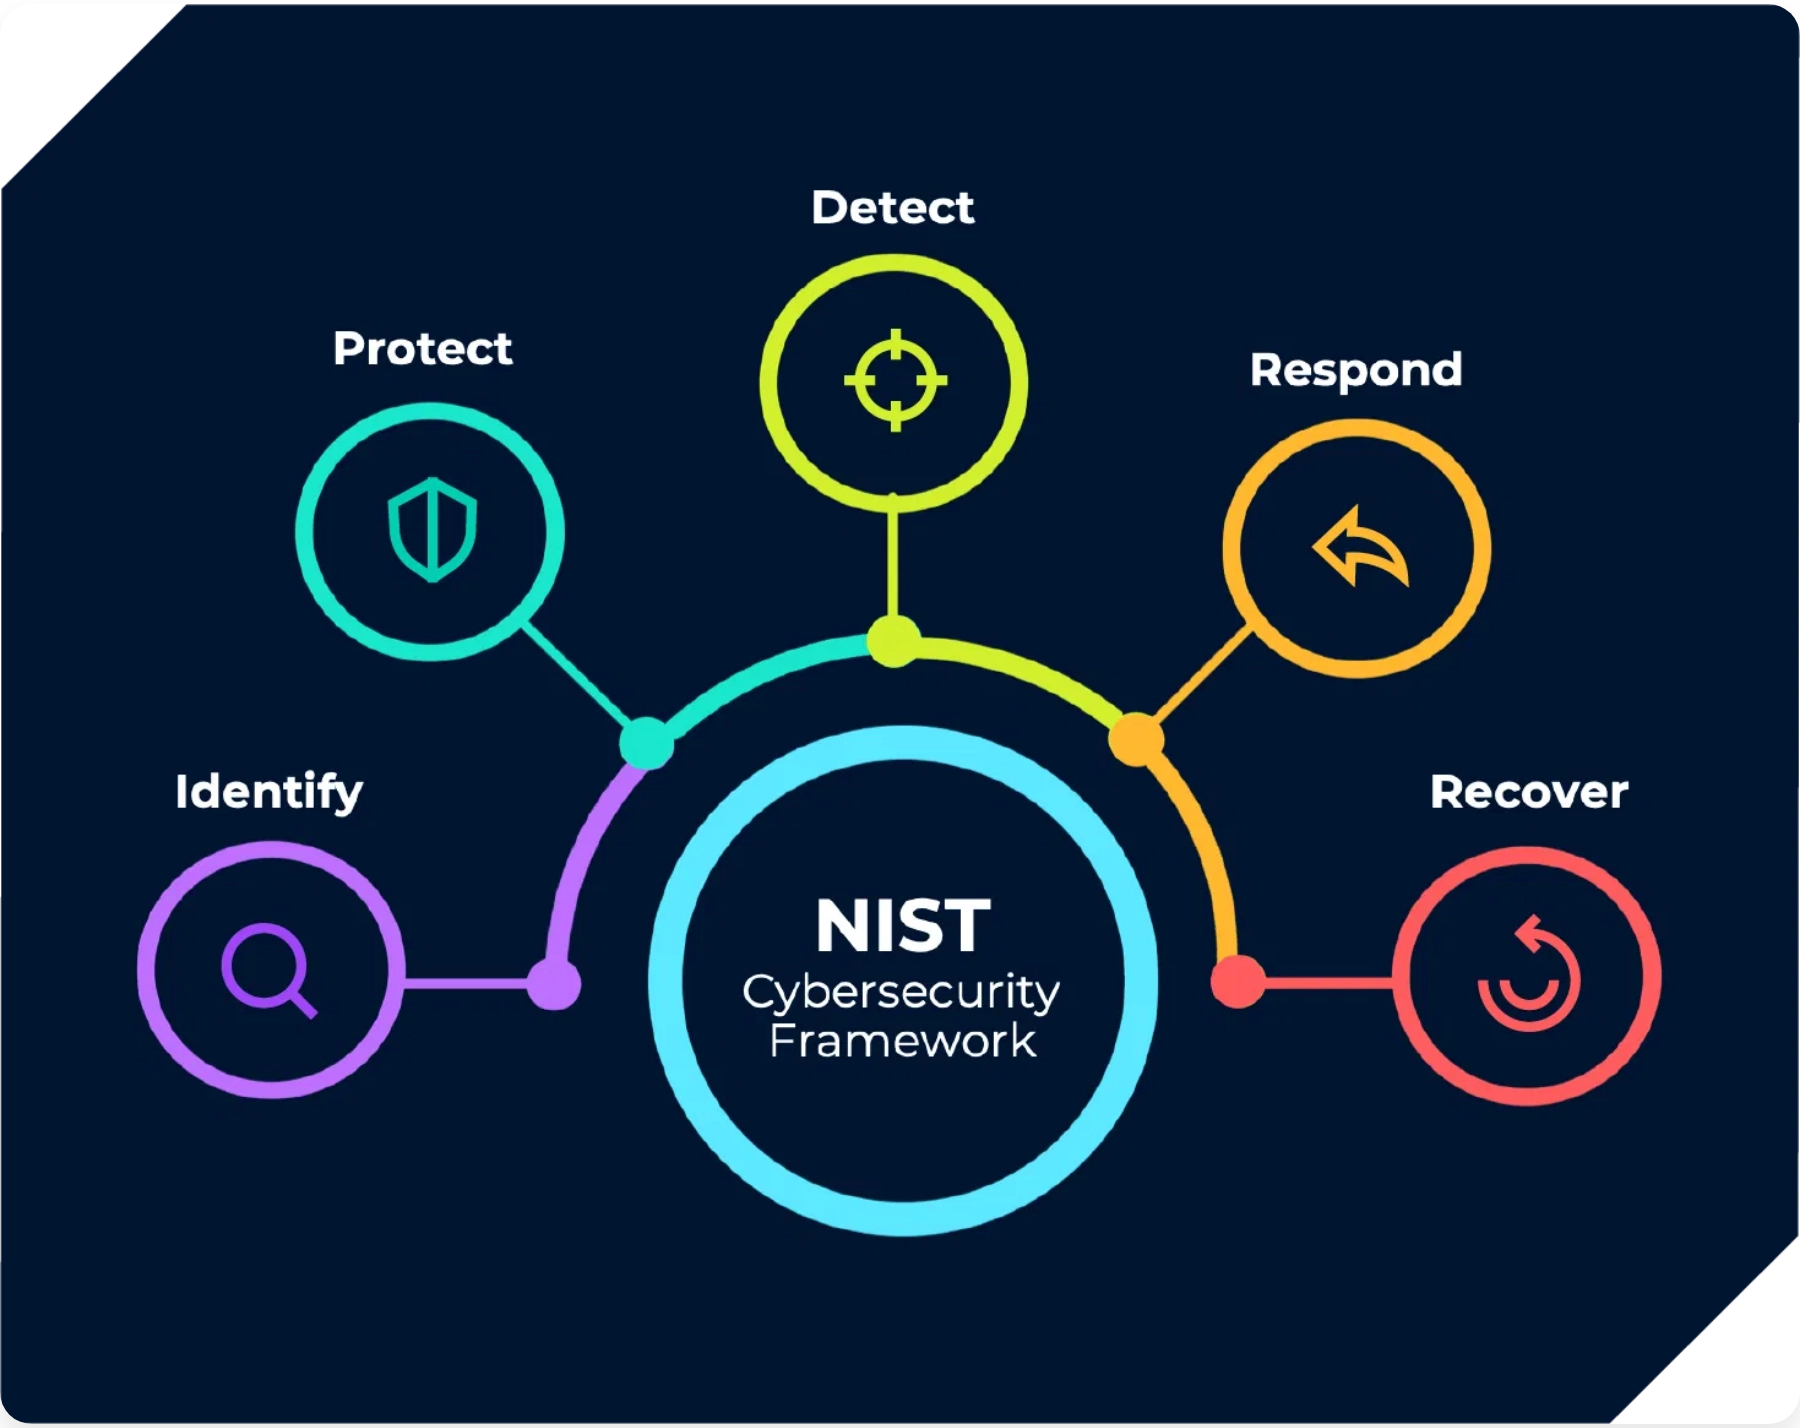 Detect
Protect
Respond
Identify
Recover
NIST
Cybersecurity
Framework